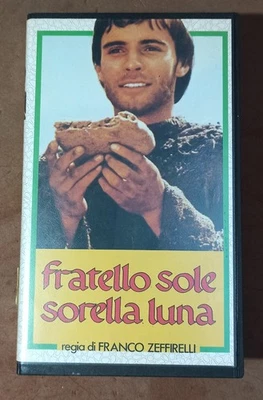 fratello sole
sorella luna
regia di FRANCO ZEFFIRELLI